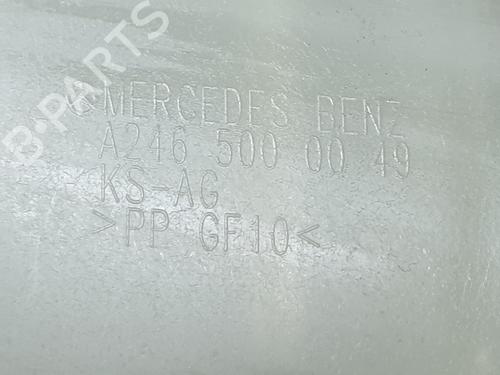 MERCEDES BENZ
A246 500 00 49
KS-AG
>PP GF10<
B-PARTS